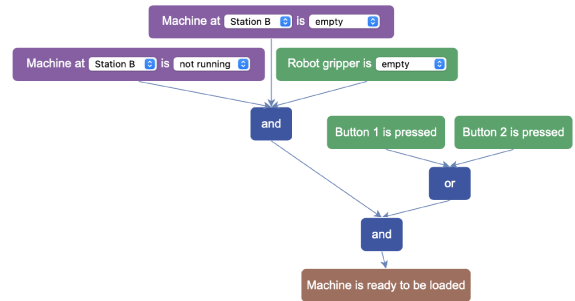 Machine at Station B is empty
Machine at Station B is not running
Robot gripper is empty
and
Button 1 is pressed
Button 2 is pressed
or
and
Machine is ready to be loaded